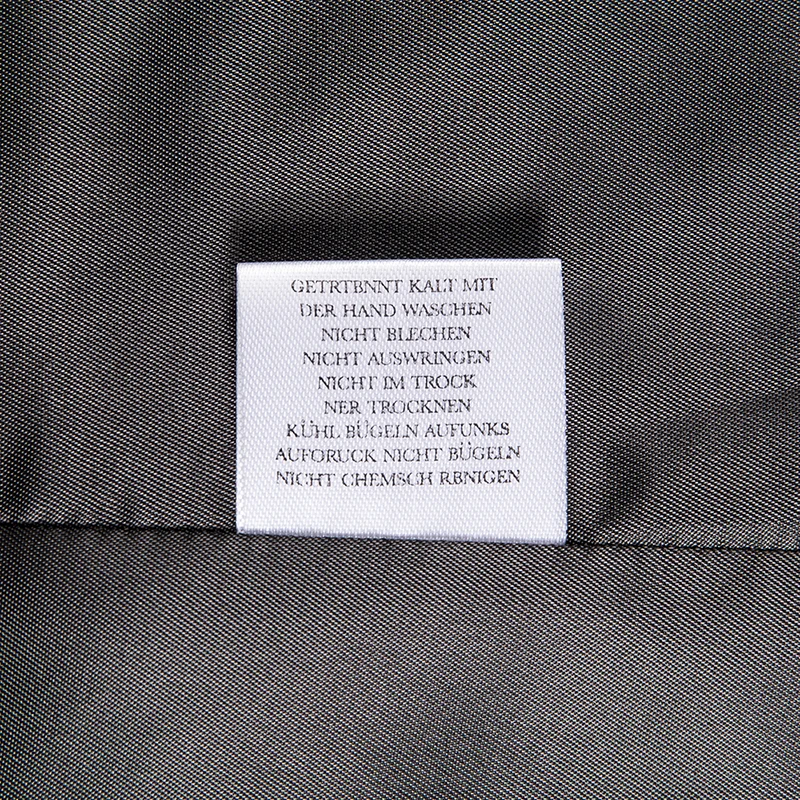 GETRTBNNT KALT MIT
DER HAND WASCHEN
NICHT BLECHEN
NICHT AUSWRINGEN
NICHT IM TROCK
NER TROCKNEN
KÜHL BÜGELN AUFUNKS
AUFORUCK NICHT BÜGELN
NICHT CHEMSCH RBNIGEN